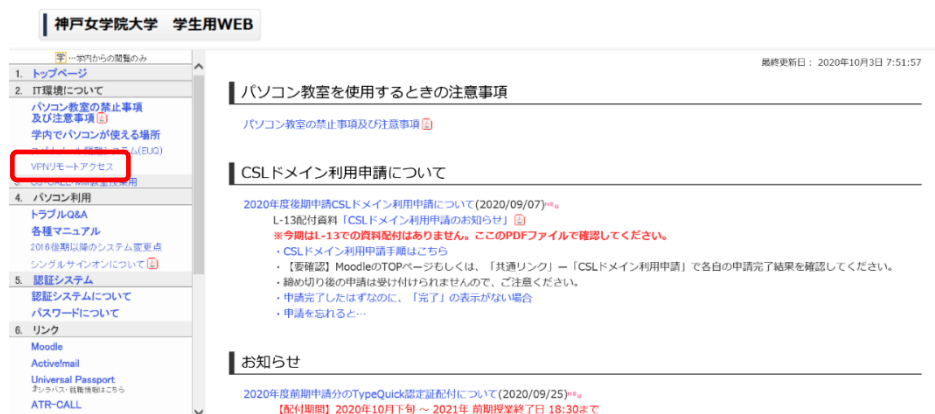 神戸女学院大学　学生用WEB
学 …学内からの閲覧のみ
1. トップページ
2. IT環境について
パソコン教室の禁止事項
及び注意事項
学内でパソコンが使える場所
(EUQ)
VPNリモートアクセス
4. パソコン利用
トラブルQ&A
各種マニュアル
2016後期以降のシステム変更点
シングルサインオンについて
5. 認証システム
認証システムについて
パスワードについて
6. リンク
Moodle
Active!mail
Universal Passport
※シラバス・就職情報はこちら
ATR-CALL
最終更新日： 2020年10月3日 7:51:57
パソコン教室を使用するときの注意事項
パソコン教室の禁止事項及び注意事項
CSLドメイン利用申請について
2020年度後期申請CSLドメイン利用申請について(2020/09/07)
L-13配付資料「CSLドメイン利用申請のお知らせ」
※今期はL-13での資料配付はありません。ここのPDFファイルで確認してください。
・CSLドメイン利用申請手順はこちら
・【要確認】MoodleのTOPページもしくは、「共通リンク」－「CSLドメイン利用申請」で各自の申請完了結果を確認してください。
・締め切り後の申請は受け付けられませんので、ご注意ください。
・申請完了したはずなのに、「完了」の表示がない場合
・申請を忘れると…
お知らせ
2020年度前期申請分のTypeQuick認定証配付について(2020/09/25)
【配付期間】2020年10月下旬 ～ 2021年 前期授業終了日 18:30まで